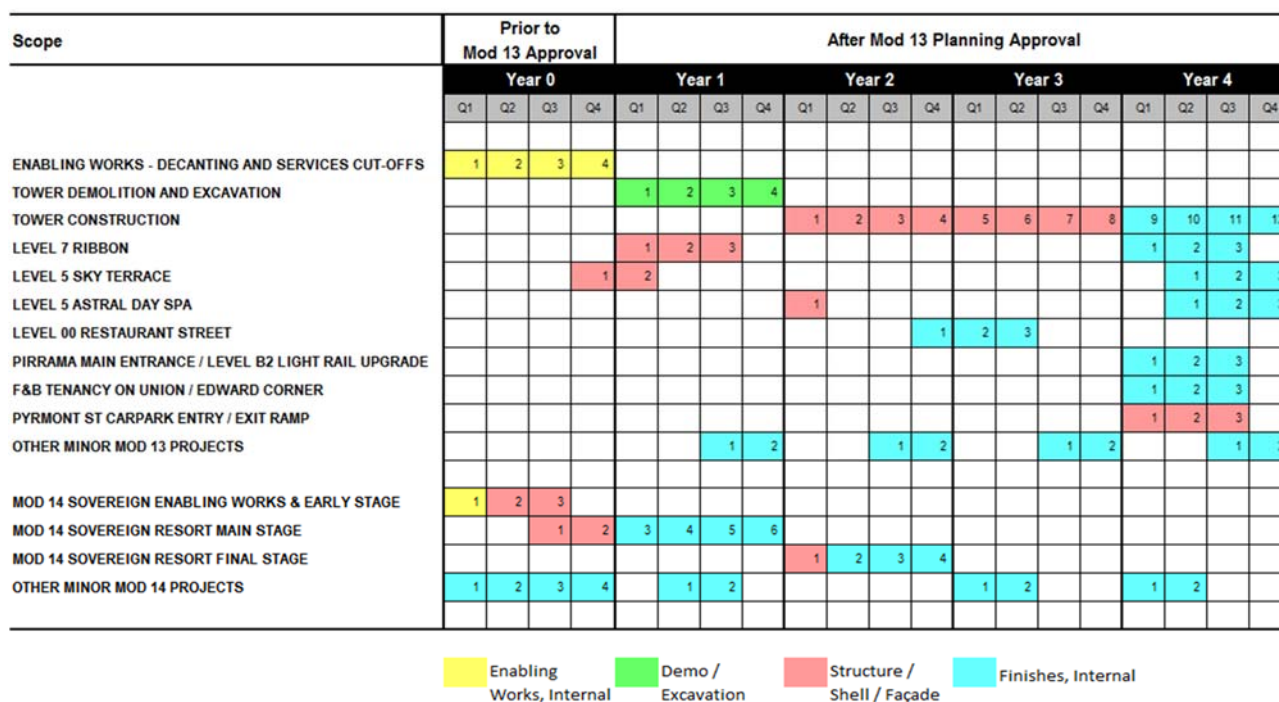 Scope Prior to After Mod 13 Planning Approval
Mod 13 Approval
Year 0 Year 1 Year 2 Year 3 Year 4
Q1 Q2 Q3 Q4 Q1 Q2 Q3 Q4 Q1 Q2 Q3 Q4 Q1 Q2 Q3 Q4 Q1 Q2 Q3 Q4
ENABLING WORKS - DECANTING AND SERVICES CUT-OFFS 1 2 3 4
TOWER DEMOLITION AND EXCAVATION 1 2 3 4
TOWER CONSTRUCTION 1 2 3 4 5 6 7 8 9 10 11
LEVEL 7 RIBBON 1 2 3 1 2 3
LEVEL 5 SKY TERRACE 1 2 1 2
LEVEL 5 ASTRAL DAY SPA 1 1 2
LEVEL 00 RESTAURANT STREET 1 2 3
PIRRAMA MAIN ENTRANCE / LEVEL B2 LIGHT RAIL UPGRADE 1 2 3
F&B TENANCY ON UNION / EDWARD CORNER 1 2 3
PYRMONT ST CARPARK ENTRY / EXIT RAMP 1 2 3
OTHER MINOR MOD 13 PROJECTS 1 2 1 2 1 2 1
MOD 14 SOVEREIGN ENABLING WORKS & EARLY STAGE 1 2 3
MOD 14 SOVEREIGN RESORT MAIN STAGE 1 2 3 4 5 6
MOD 14 SOVEREIGN RESORT FINAL STAGE 1 2 3 4
OTHER MINOR MOD 14 PROJECTS 1 2 3 4 1 2 1 2 1 2
Enabling Demo / Structure / Finishes, Internal
Works, Internal Excavation Shell / Façade